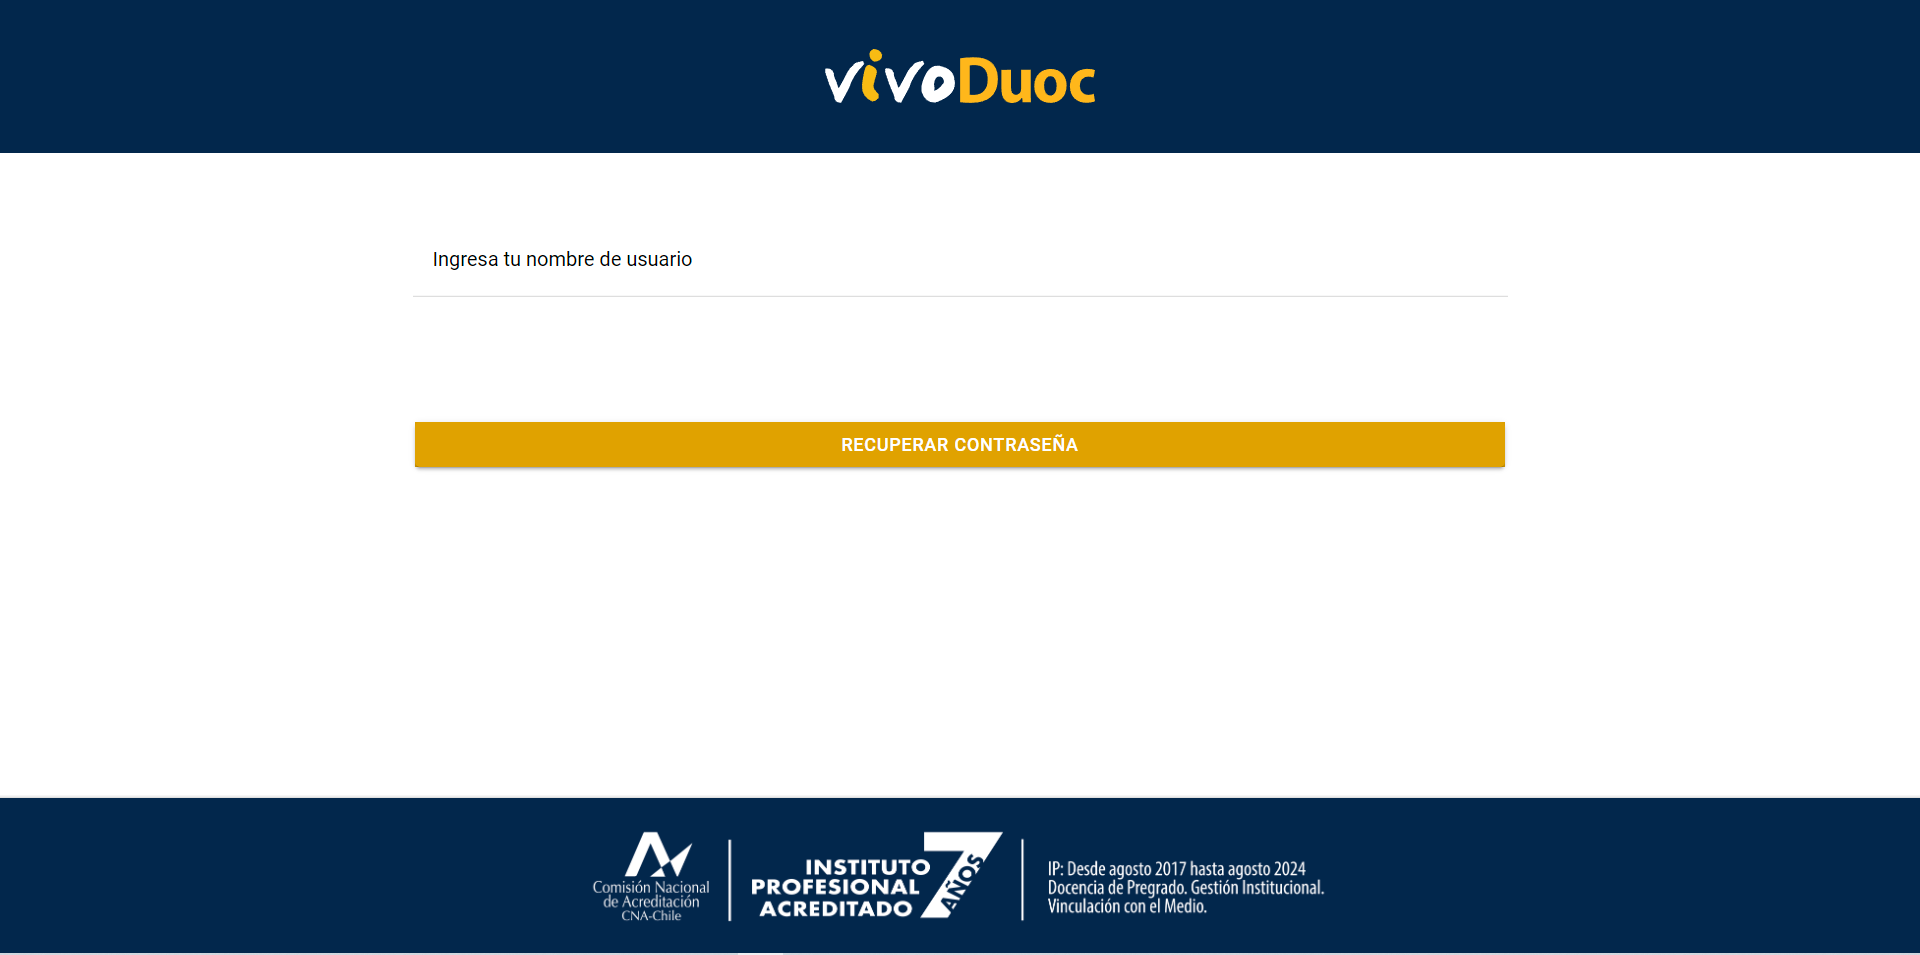 vivoDuoc
Ingresa tu nombre de usuario
RECUPERAR CONTRASEÑA
Comisión Nacional
de Acreditación
CNA-Chile
INSTITUTO
PROFESIONAL
ACREDITADO
7 AÑOS
IP: Desde agosto 2017 hasta agosto 2024
Docencia de Pregrado. Gestión Institucional.
Vinculación con el Medio.